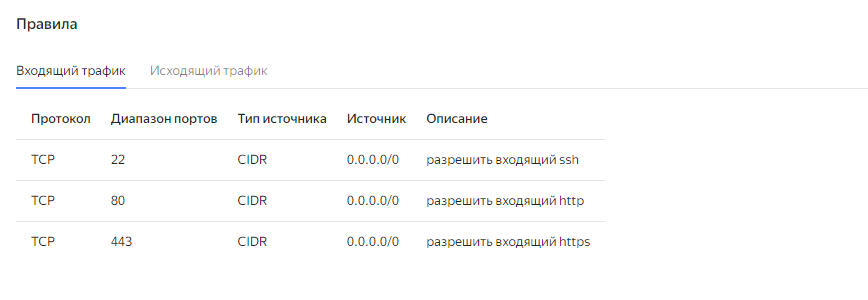 Правила
Входящий трафик Исходящий трафик
Протокол Диапазон портов Тип источника Источник Описание
TCP 22 CIDR 0.0.0.0/0 разрешить входящий ssh
TCP 80 CIDR 0.0.0.0/0 разрешить входящий http
TCP 443 CIDR 0.0.0.0/0 разрешить входящий https